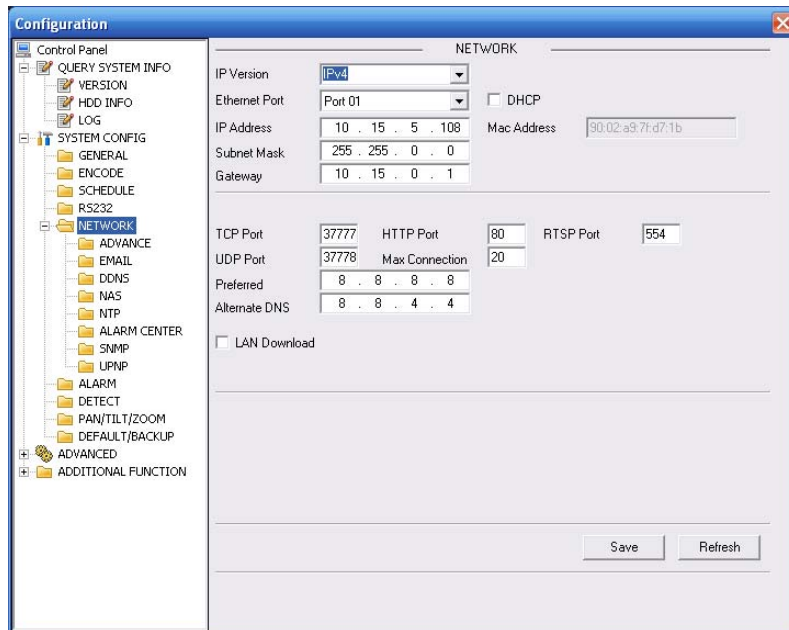 Configuration
Control Panel
QUERY SYSTEM INFO
VERSION
HDD INFO
LOG
SYSTEM CONFIG
GENERAL
ENCODE
SCHEDULE
RS232
NETWORK
ADVANCE
EMAIL
DDNS
NAS
NTP
ALARM CENTER
SNMP
UPNP
ALARM
DETECT
PAN/TILT/ZOOM
DEFAULT/BACKUP
ADVANCED
ADDITIONAL FUNCTION
NETWORK
IP Version IPv4
Ethernet Port Port 01 DHCP
IP Address 10 . 15 . 5 . 108 Mac Address 90:02:a9:7f:d7:1b
Subnet Mask 255 . 255 . 0 . 0
Gateway 10 . 15 . 0 . 1
TCP Port 37777 HTTP Port 80 RTSP Port 554
UDP Port 37778 Max Connection 20
Preferred 8 . 8 . 8 . 8
Alternate DNS 8 . 8 . 4 . 4
LAN Download
Save Refresh